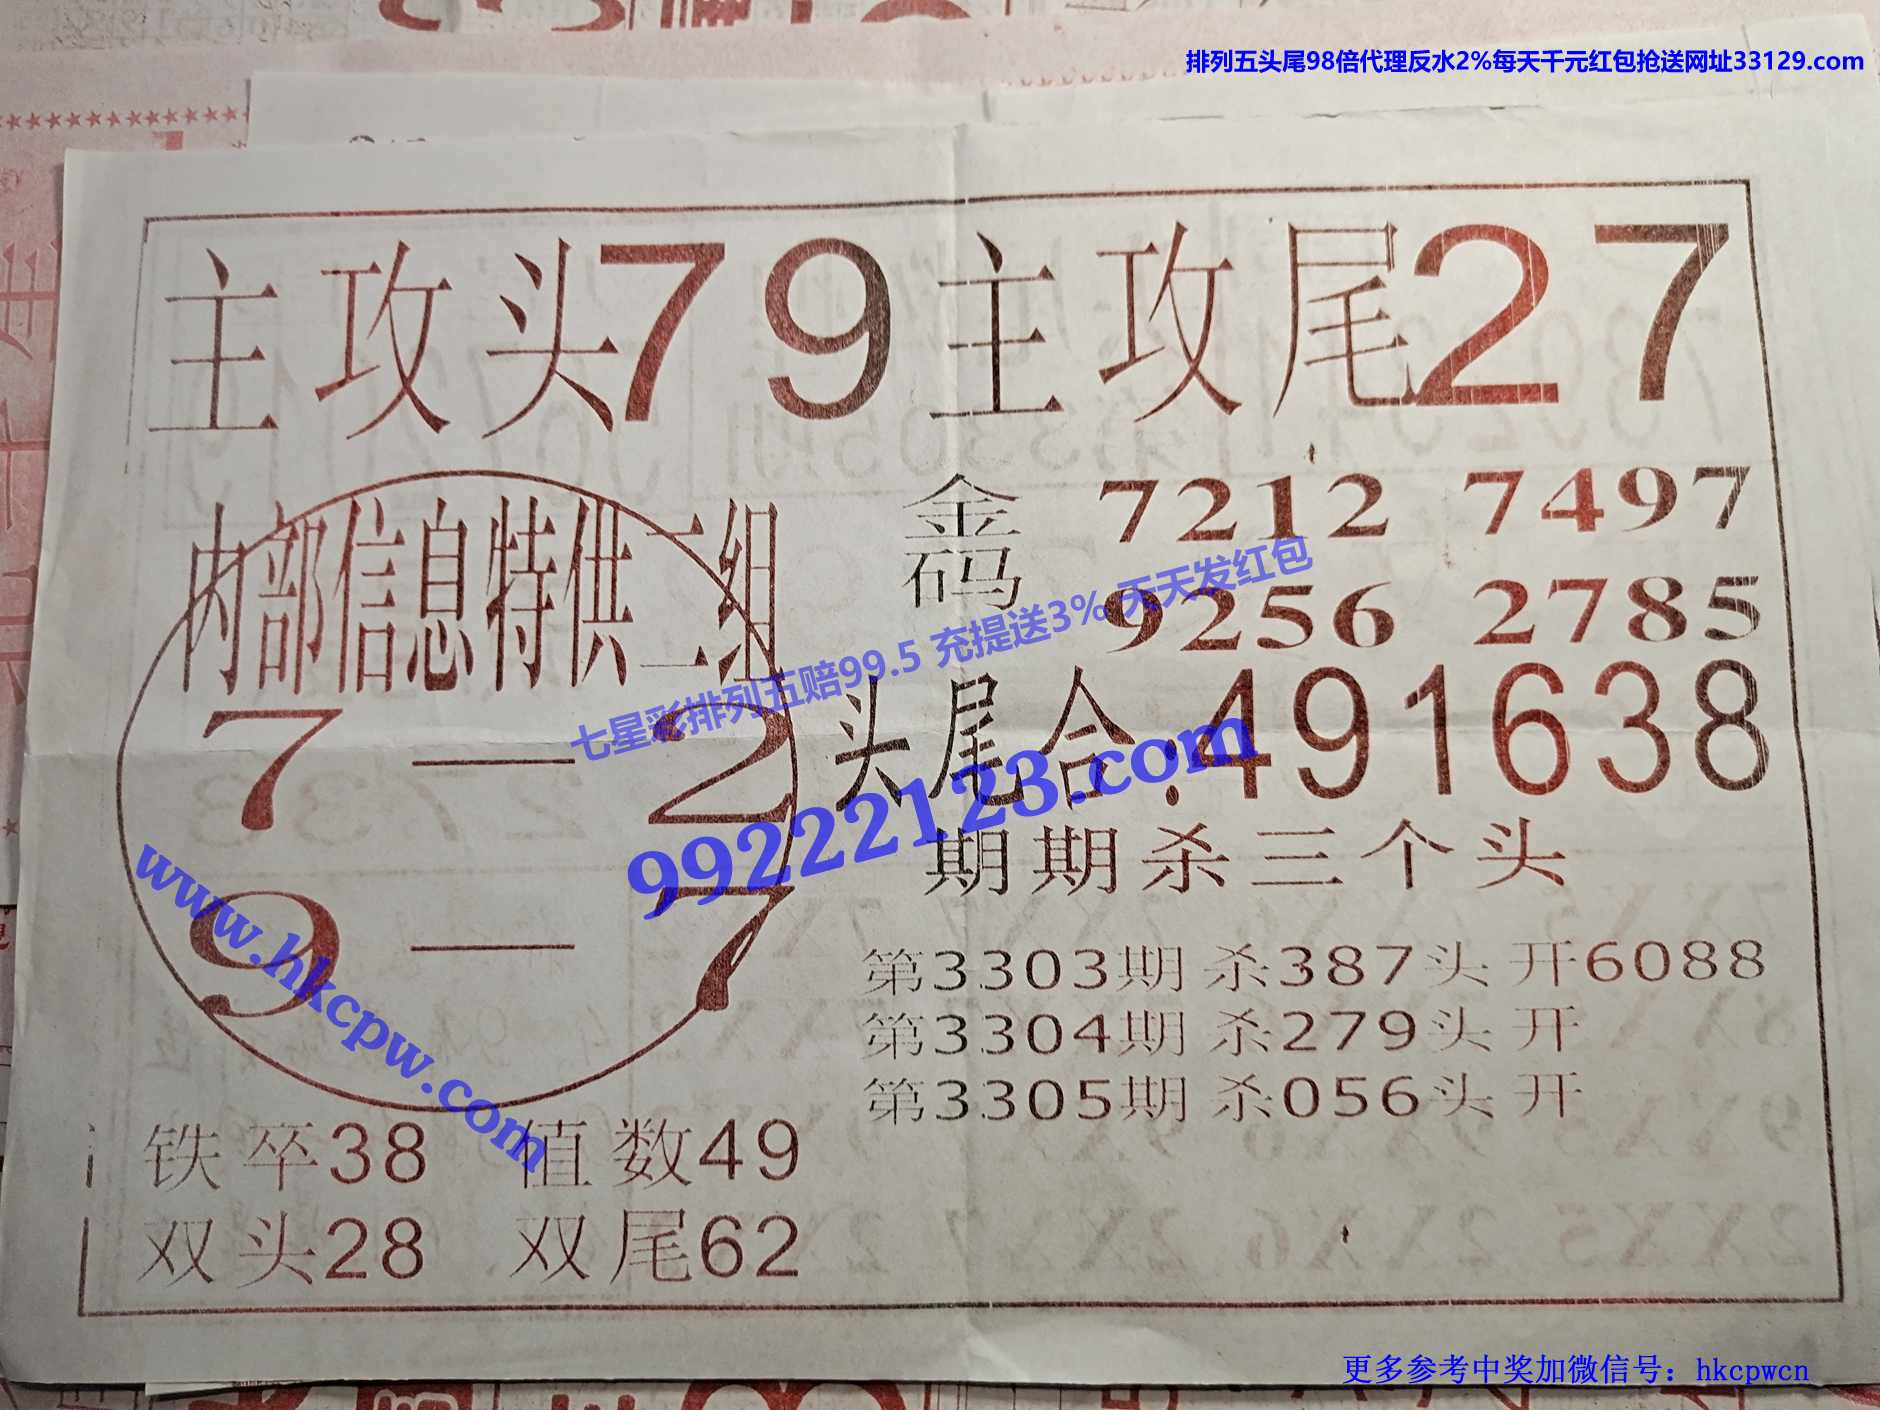 排列五头尾98倍代理反水2%每天千元红包抢送网址33129.com
主攻头79主攻尾27
内部信息特供二组
7—2
9—7
金码
7212 7497
9256 2785
七星彩排列五赔99.5 充提送3% 天天发红包
头尾合:491638
99222123.com
www.hkcpw.com
期期杀三个头
第3303期杀387头开6088
第3304期杀279头开
第3305期杀056头开
铁卒38 值数49
双头28 双尾62
更多参考中奖加微信号：hkcpwcn